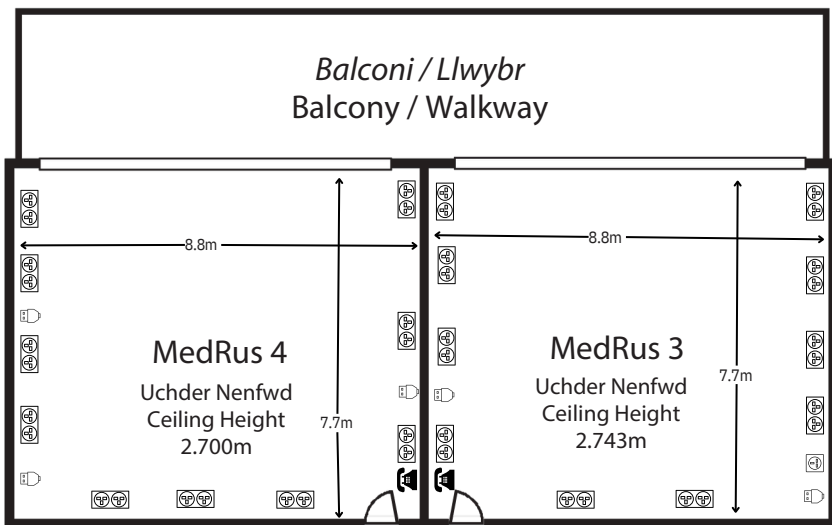 Balconi / Llwybr
Balcony / Walkway
8.8m
8.8m
MedRus 4
Uchder Nenfwd
Ceiling Height
2.700m
7.7m
MedRus 3
Uchder Nenfwd
Ceiling Height
2.743m
7.7m